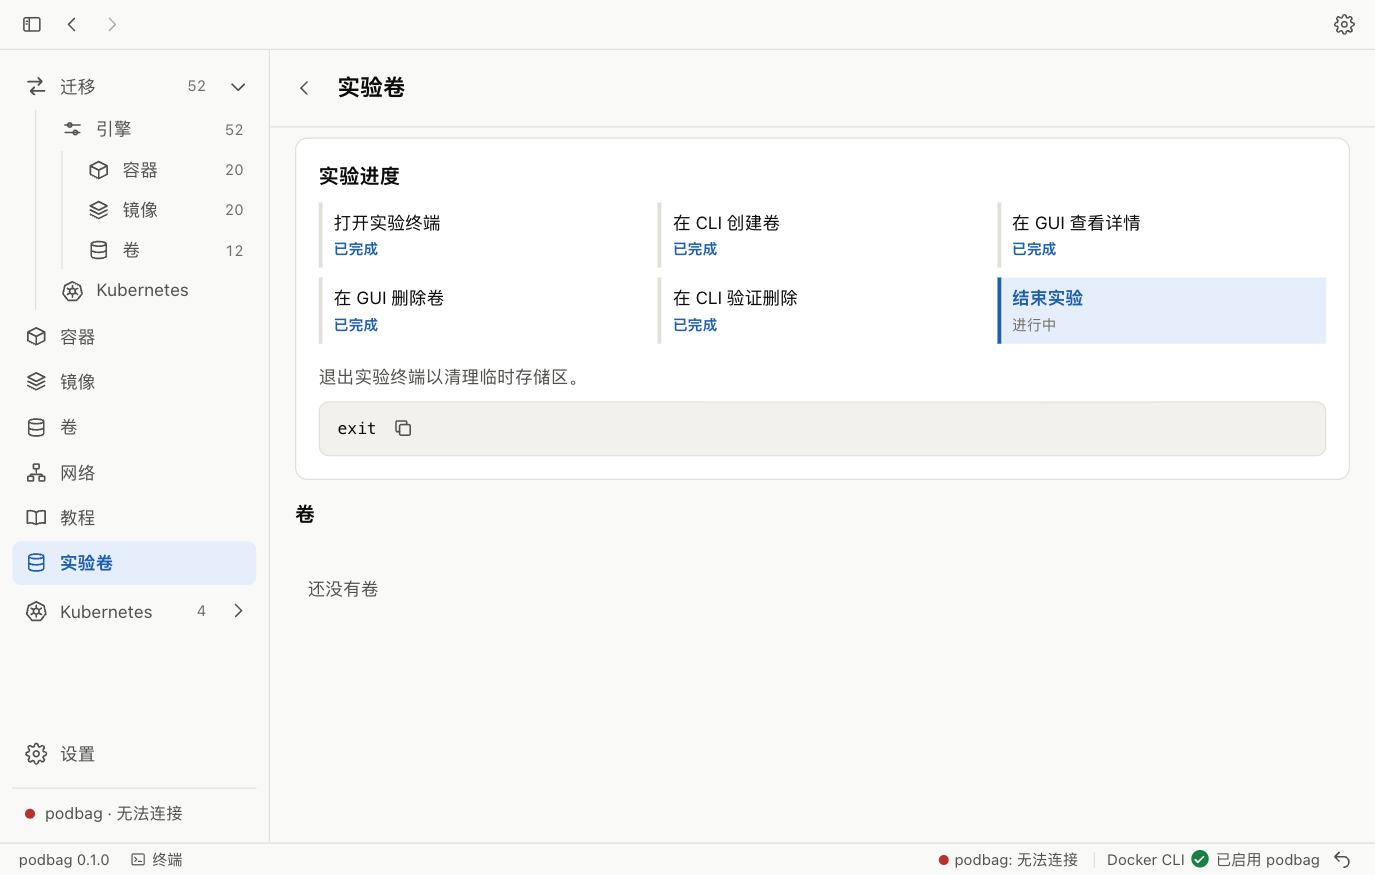 迁移 52
引擎 52
容器 20
镜像 20
卷 12
Kubernetes
容器
镜像
卷
网络
教程
实验卷
Kubernetes 4
设置
podbag · 无法连接
实验卷
实验进度
打开实验终端
已完成
在 CLI 创建卷
已完成
在 GUI 查看详情
已完成
在 GUI 删除卷
已完成
在 CLI 验证删除
已完成
结束实验
进行中
退出实验终端以清理临时存储区。
exit
卷
还没有卷
podbag 0.1.0 终端
podbag: 无法连接 Docker CLI 已启用 podbag